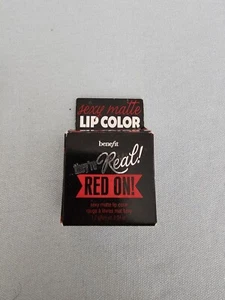 sexy matte
LIP COLOR
benefit
they're Real!
RED ON!